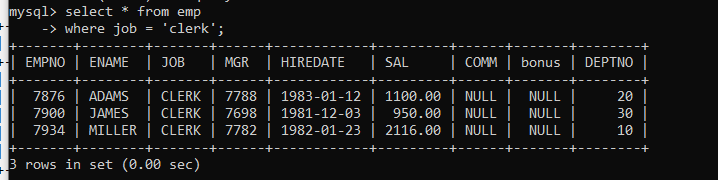 mysql> select * from emp
    -> where job = 'clerk';
+-------+--------+-------+------+------------+---------+------+-------+--------+
| EMPNO | ENAME  | JOB   | MGR  | HIREDATE   | SAL     | COMM | bonus | DEPTNO |
+-------+--------+-------+------+------------+---------+------+-------+--------+
|  7876 | ADAMS  | CLERK | 7788 | 1983-01-12 | 1100.00 | NULL |  NULL |     20 |
|  7900 | JAMES  | CLERK | 7698 | 1981-12-03 |  950.00 | NULL |  NULL |     30 |
|  7934 | MILLER | CLERK | 7782 | 1982-01-23 | 2116.00 | NULL |  NULL |     10 |
+-------+--------+-------+------+------------+---------+------+-------+--------+
3 rows in set (0.00 sec)